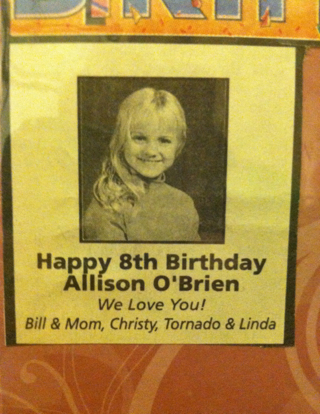 Happy 8th Birthday
Allison O'Brien
We Love You!
Bill & Mom, Christy, Tornado & Linda